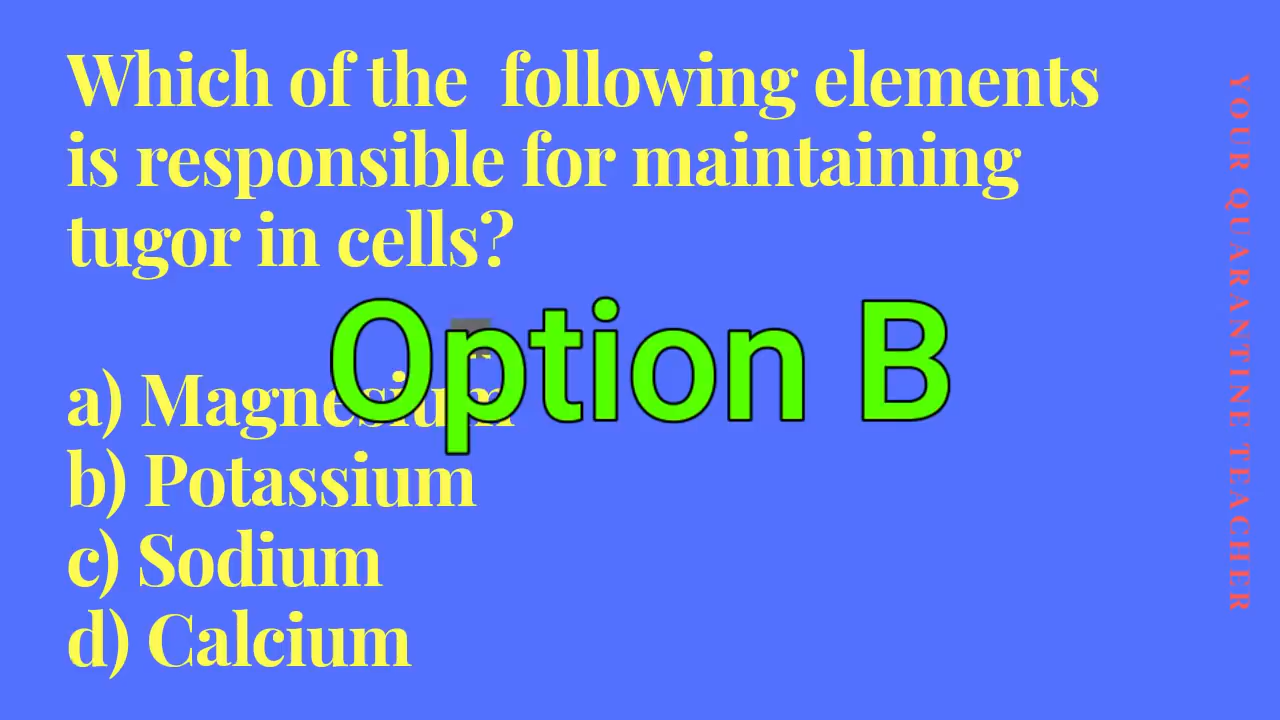 Which of the following elements
is responsible for maintaining
tugor in cells?
Option B
a) Magnesium
b) Potassium
c) Sodium
d) Calcium
YOUR QUARANTINE TEACHER